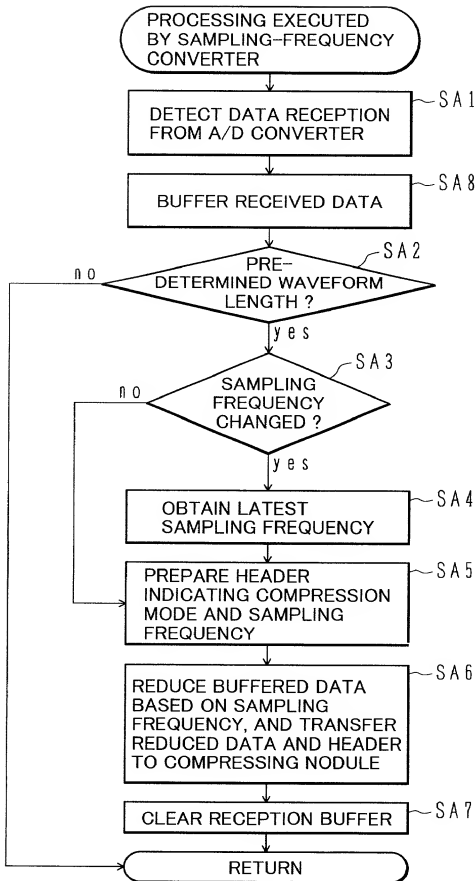 PROCESSING EXECUTED
BY SAMPLING-FREQUENCY
CONVERTER
SA1
DETECT DATA RECEPTION
FROM A/D CONVERTER
SA8
BUFFER RECEIVED DATA
SA2
no
PRE-
DETERMINED WAVEFORM
LENGTH ?
yes
SA3
no
SAMPLING
FREQUENCY
CHANGED ?
yes
SA4
OBTAIN LATEST
SAMPLING FREQUENCY
SA5
PREPARE HEADER
INDICATING COMPRESSION
MODE AND SAMPLING
FREQUENCY
SA6
REDUCE BUFFERED DATA
BASED ON SAMPLING
FREQUENCY, AND TRANSFER
REDUCED DATA AND HEADER
TO COMPRESSING NODULE
SA7
CLEAR RECEPTION BUFFER
RETURN